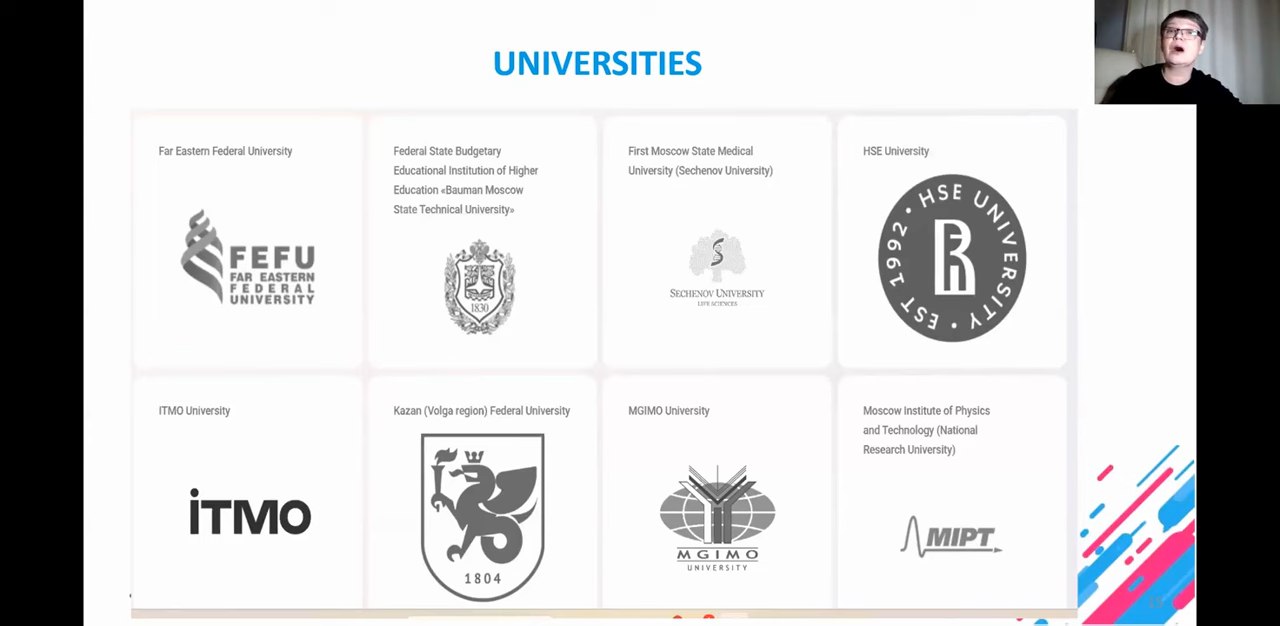 UNIVERSITIES
Far Eastern Federal University
FEFU
FAR EASTERN
FEDERAL
UNIVERSITY
Federal State Budgetary
Educational Institution of Higher
Education «Bauman Moscow
State Technical University»
1830
First Moscow State Medical
University (Sechenov University)
SECHENOV UNIVERSITY
LIFE SCIENCES
HSE University
HSE UNIVERSITY • EST 1992 •
ITMO University
iTMO
Kazan (Volga region) Federal University
1804
MGIMO University
MGIMO
UNIVERSITY
Moscow Institute of Physics
and Technology (National
Research University)
MIPT